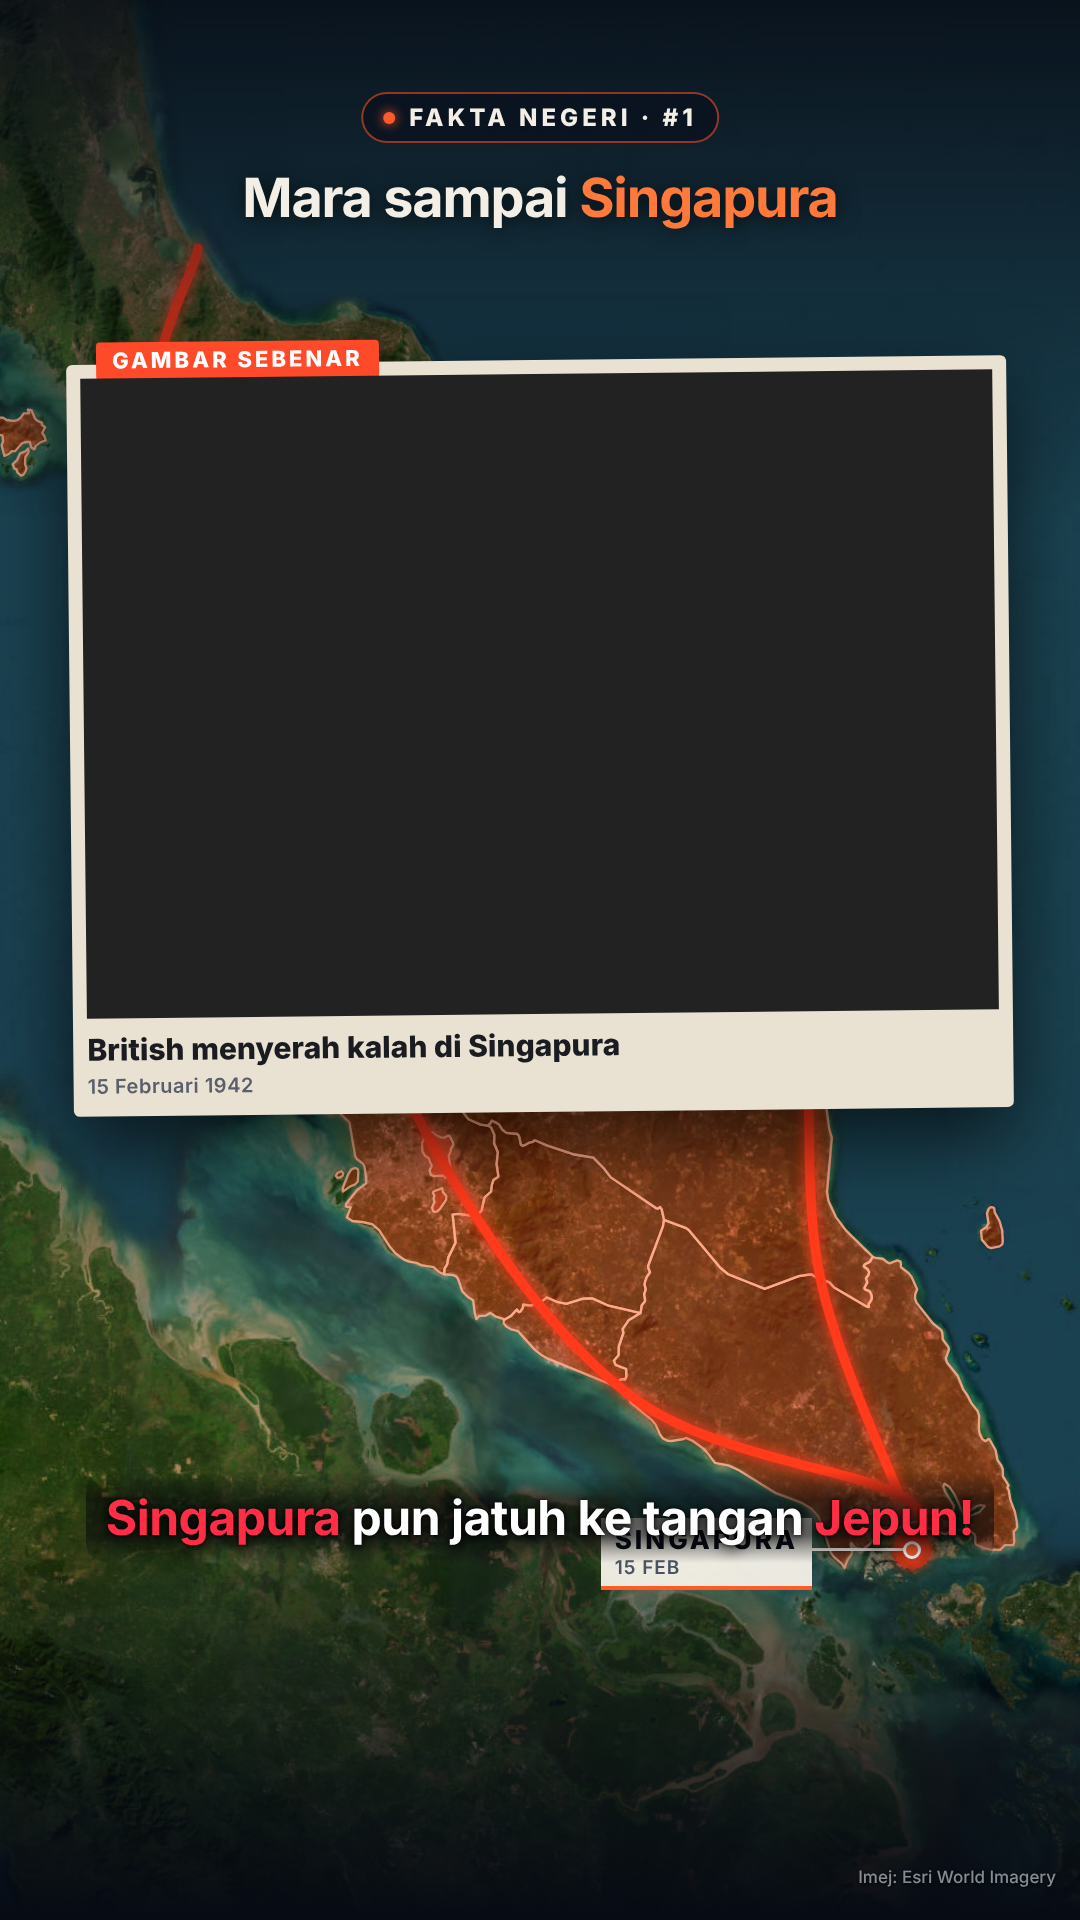 FAKTA NEGERI · #1
Mara sampai Singapura
GAMBAR SEBENAR
British menyerah kalah di Singapura
15 Februari 1942
Singapura pun jatuh ke tangan Jepun!
SINGAPURA
15 FEB
Imej: Esri World Imagery